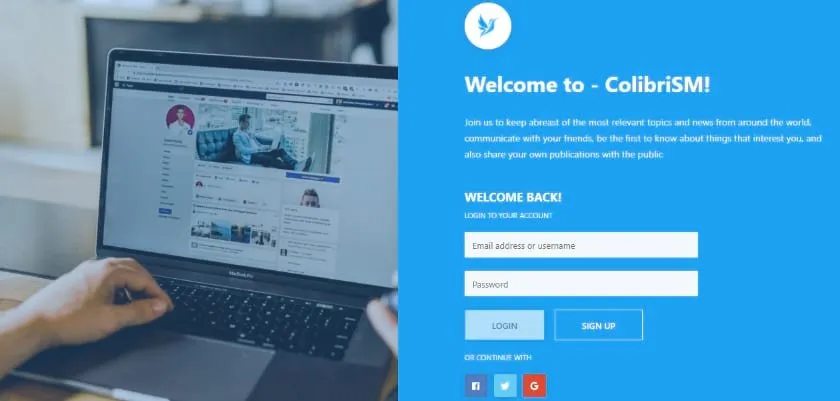 Welcome to - ColibriSM!
Join us to keep abreast of the most relevant topics and news from around the world,
communicate with your friends, be the first to know about things that interest you, and
also share your own publications with the public
WELCOME BACK!
LOGIN TO YOUR ACCOUNT
Email address or username
Password
LOGIN
SIGN UP
OR CONTINUE WITH
G
MacBook Pro